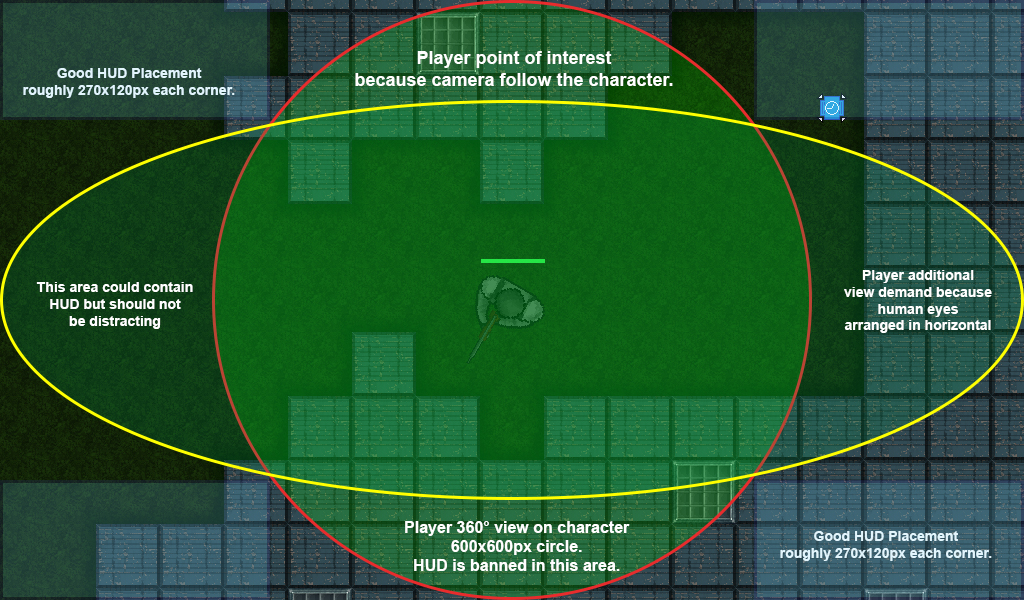 Player point of interest
because camera follow the character.
Good HUD Placement
roughly 270x120px each corner.
This area could contain
HUD but should not
be distracting
Player additional
view demand because
human eyes
arranged in horizontal
Player 360° view on character
600x600px circle.
HUD is banned in this area.
Good HUD Placement
roughly 270x120px each corner.